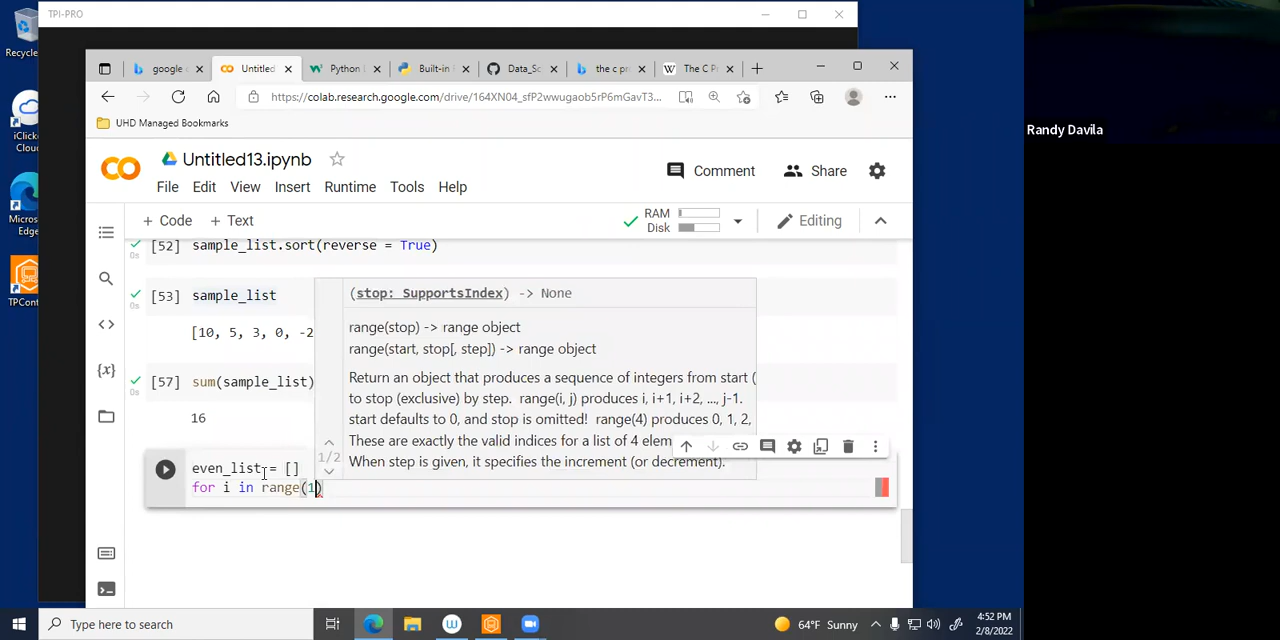 TPI-PRO
Recycle
google c
Untitled
Python
Built-in F
Data_Sc
the c pr
The C P
https://colab.research.google.com/drive/164XN04_sfP2wwugaob5rP6mGavT3...
UHD Managed Bookmarks
Randy Davila
iClick
Cloud
Untitled13.ipynb
Comment
Share
File Edit View Insert Runtime Tools Help
Micros
Edge
+ Code + Text
RAM
Disk
Editing
[52] sample_list.sort(reverse = True)
0s
(stop: SupportsIndex) -> None
[53] sample_list
0s
TPCont
range(stop) -> range object
[10, 5, 3, 0, -2
range(start, stop[, step]) -> range object
{x}
Return an object that produces a sequence of integers from start (
[57] sum(sample_list)
0s
to stop (exclusive) by step. range(i, j) produces i, i+1, i+2, ..., j-1.
16
start defaults to 0, and stop is omitted! range(4) produces 0, 1, 2,
These are exactly the valid indices for a list of 4 elem
1/2
When step is given, it specifies the increment (or decrement).
even_list = []
for i in range(1)
Type here to search
64°F Sunny
4:52 PM
2/8/2022